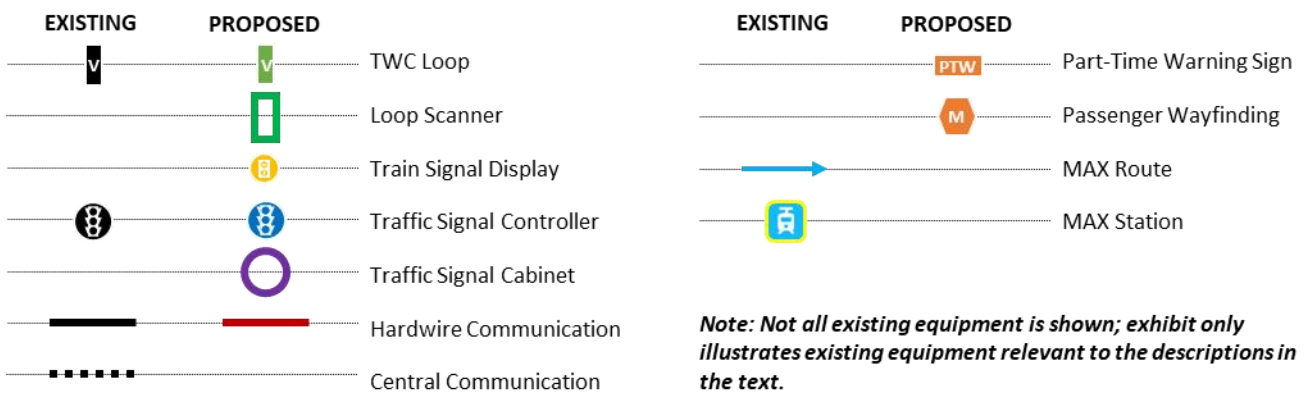 EXISTING PROPOSED
V V TWC Loop
Loop Scanner
Train Signal Display
Traffic Signal Controller
Traffic Signal Cabinet
Hardwire Communication
Central Communication
EXISTING PROPOSED
PTW Part-Time Warning Sign
M Passenger Wayfinding
MAX Route
MAX Station
Note: Not all existing equipment is shown; exhibit only
illustrates existing equipment relevant to the descriptions in
the text.